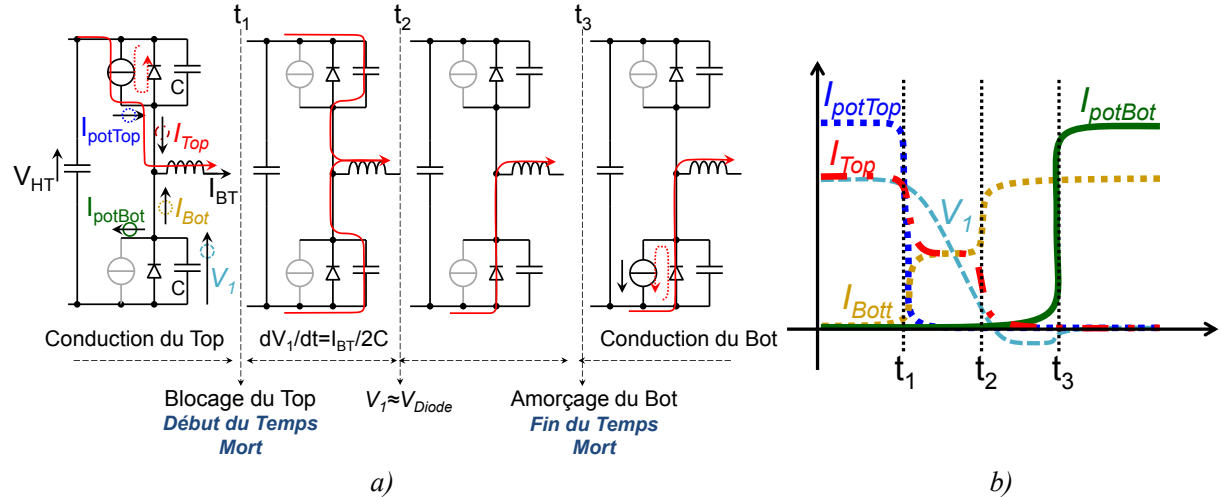 t1
t2
t3
C
IpotTop
ITop
VHT
IBT
IpotBot
IBot
V1
C
Conduction du Top
dV1/dt=IBT/2C
Conduction du Bot
Blocage du Top
Début du Temps
Mort
V1≈VDiode
Amorçage du Bot
Fin du Temps
Mort
a)
IpotTop
IpotBot
ITop
V1
IBott
t1
t2
t3
b)